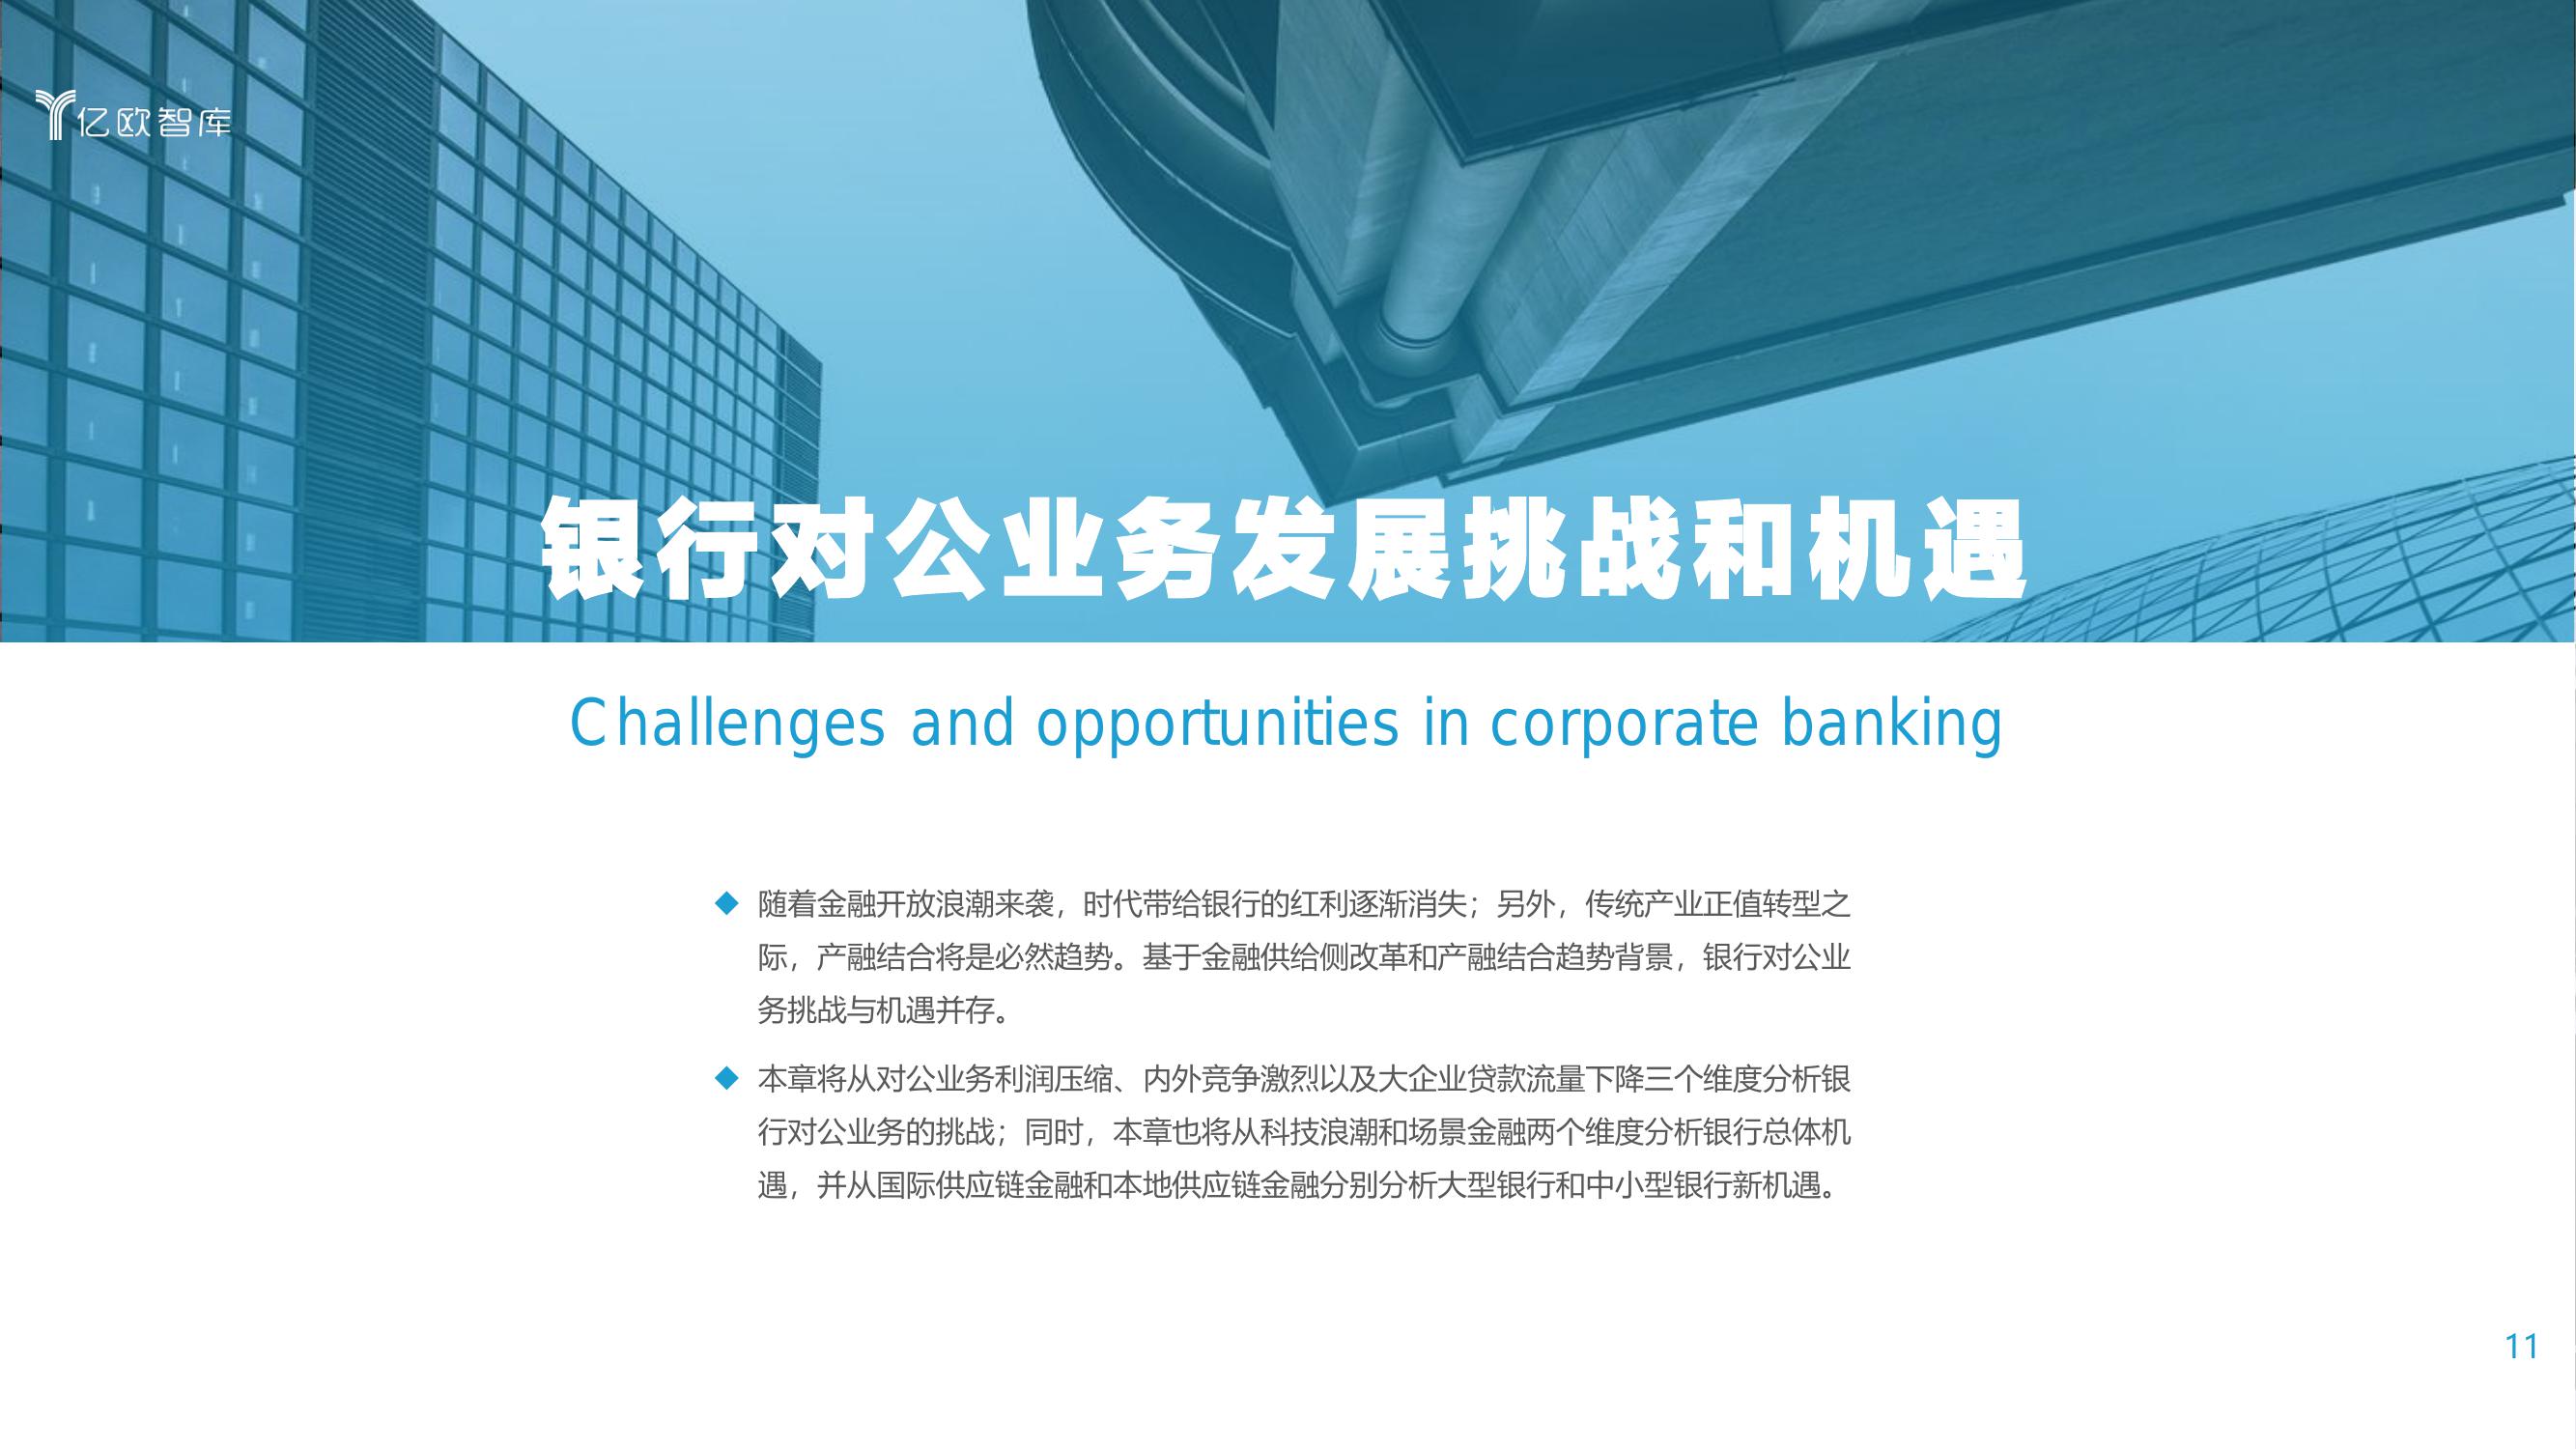 亿欧智库
银行对公业务发展挑战和机遇
Challenges and opportunities in corporate banking
◆ 随着金融开放浪潮来袭，时代带给银行的红利逐渐消失；另外，传统产业正值转型之
际，产融结合将是必然趋势。基于金融供给侧改革和产融结合趋势背景，银行对公业
务挑战与机遇并存。
◆ 本章将从对公业务利润压缩、内外竞争激烈以及大企业贷款流量下降三个维度分析银
行对公业务的挑战；同时，本章也将从科技浪潮和场景金融两个维度分析银行总体机
遇，并从国际供应链金融和本地供应链金融分别分析大型银行和中小型银行新机遇。
11